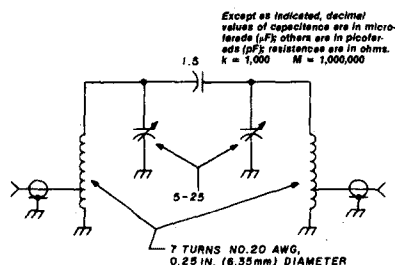 Except as indicated, decimal
values of capacitance are in micro-
farads (μF); others are in picofar-
ads (pF); resistances are in ohms.
k = 1,000 M = 1,000,000
1.5
5-25
7 TURNS NO.20 AWG,
0.25 IN. (6.35mm) DIAMETER